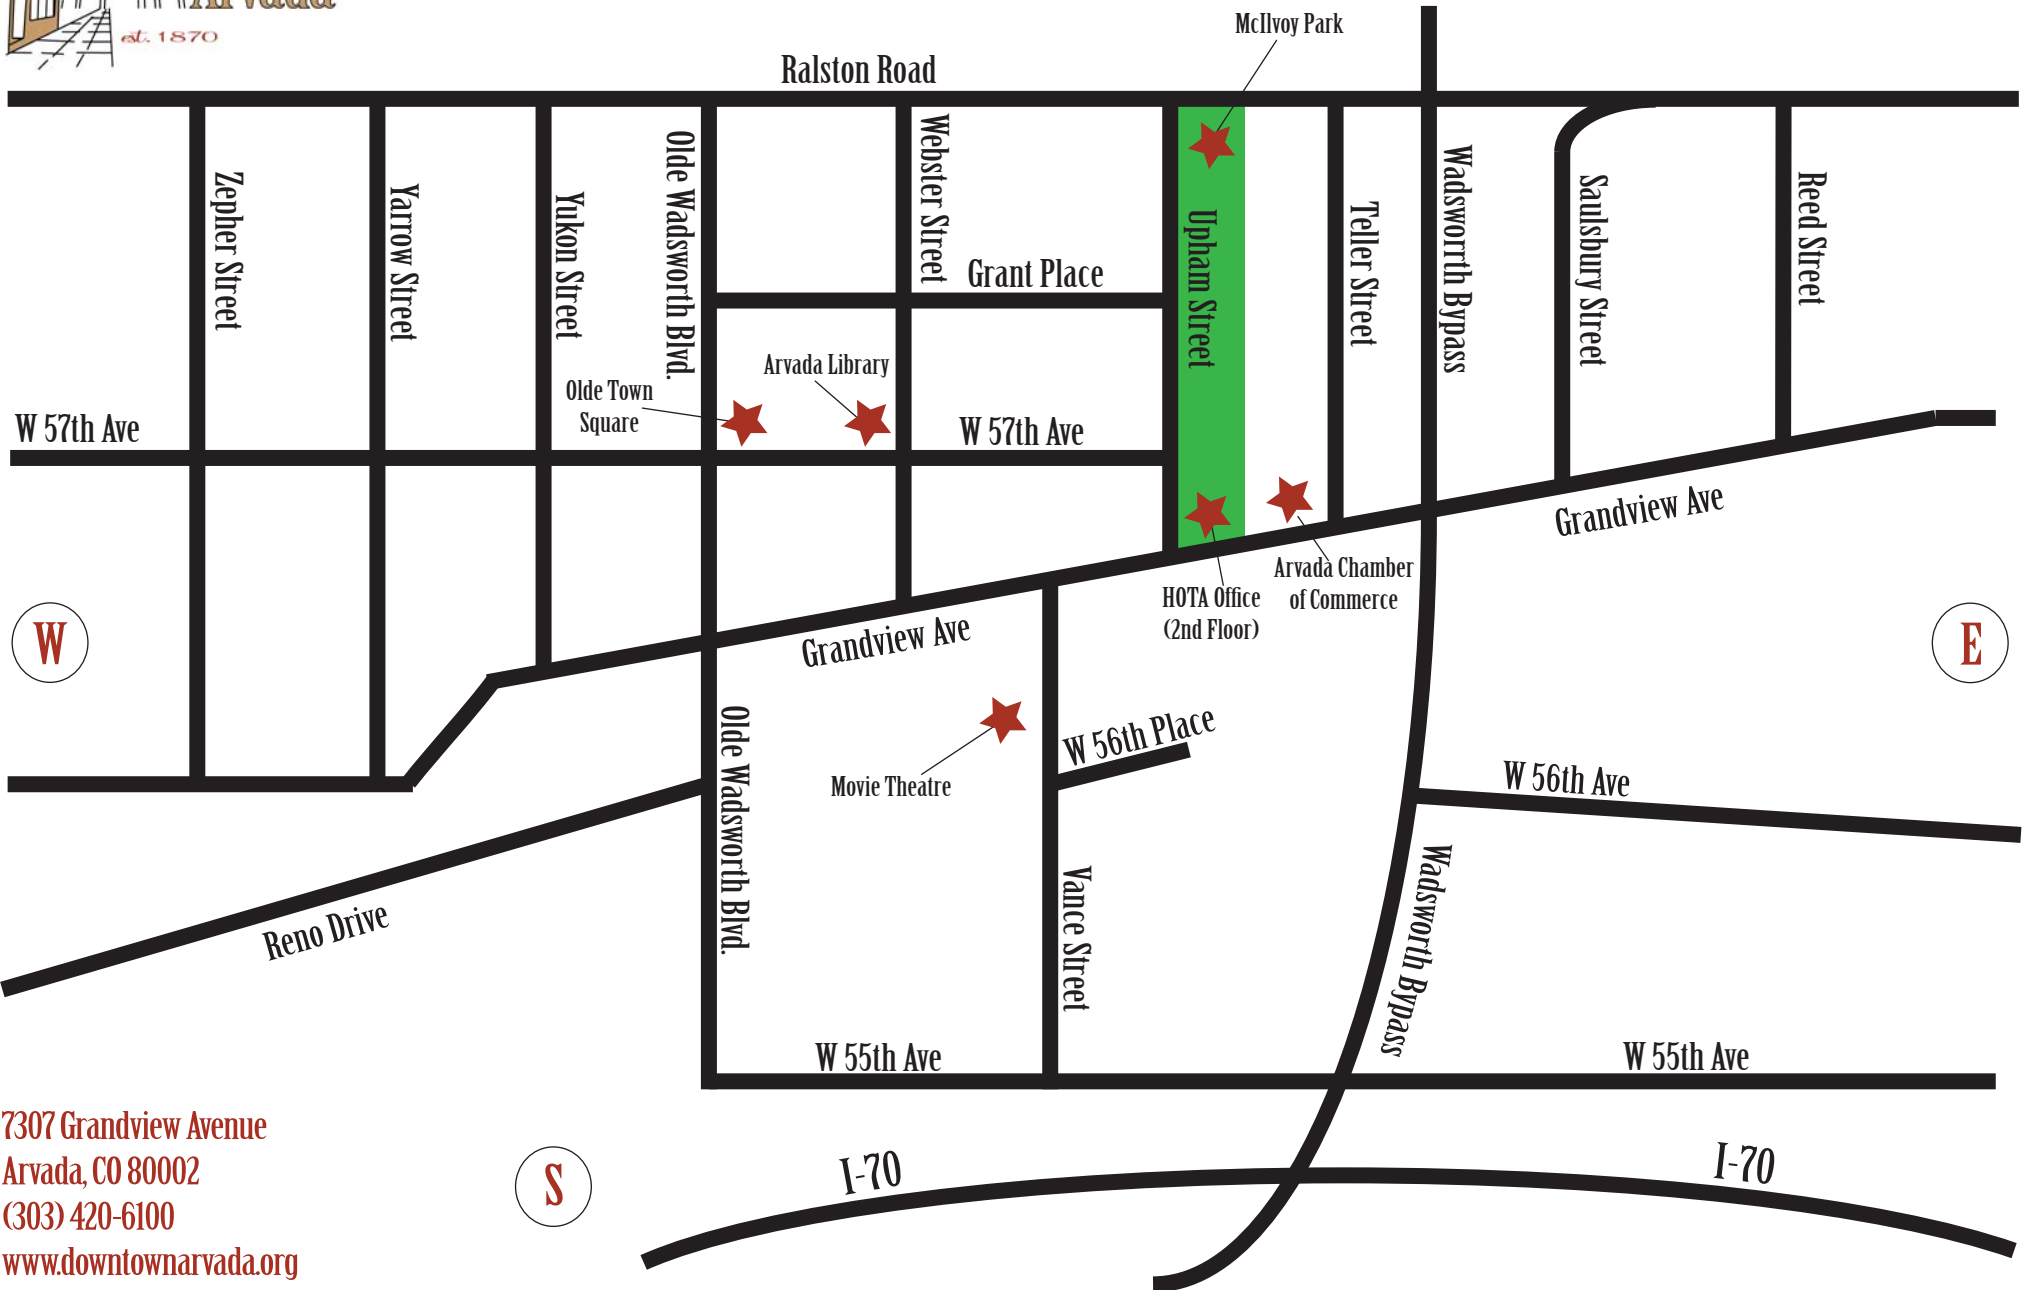 Arvada
est. 1870
McIlvoy Park
Ralston Road
Zepher Street
Yarrow Street
Yukon Street
Olde Wadsworth Blvd.
Webster Street
Grant Place
Upham Street
Teller Street
Wadsworrth Bypass
Saulsbury Street
Reed Street
Arvada Library
Olde Town
Square
W 57th Ave
W 57th Ave
Grandview Ave
Arvada Chamber
of Commerce
HOTA Office
(2nd Floor)
Grandview Ave
W
E
Olde Wadsworth Blvd.
Movie Theatre
W 56th Place
W 56th Ave
Vance Street
Wadsworth Bypass
Reno Drive
W 55th Ave
W 55th Ave
7307 Grandview Avenue
Arvada, CO 80002
(303) 420-6100
www.downtownarvada.org
S
I-70
I-70